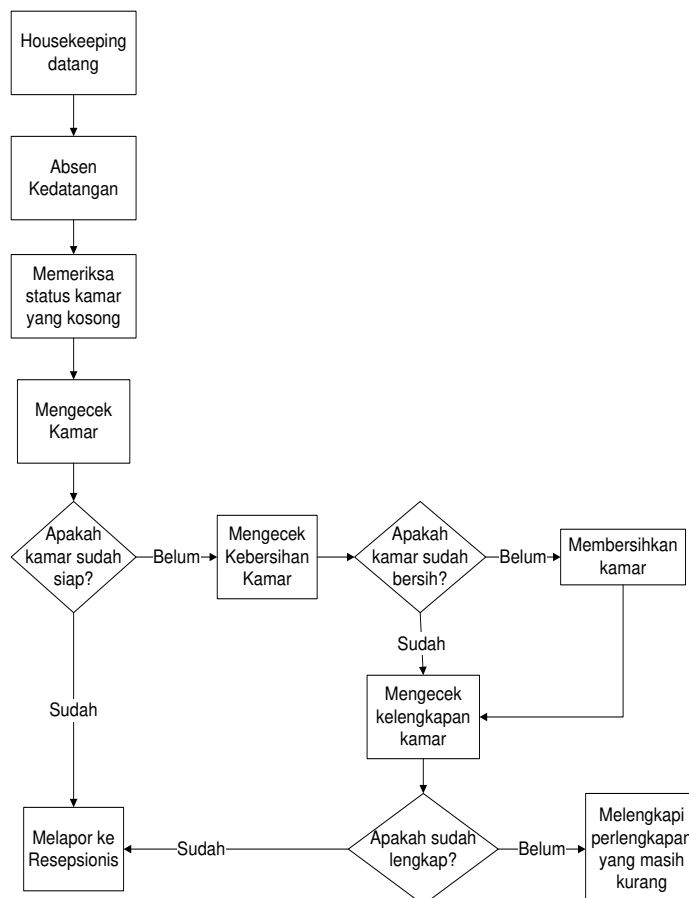 Housekeeping
datang
Absen
Kedatangan
Memeriksa
status kamar
yang kosong
Mengecek
Kamar
Apakah
kamar sudah
siap?
Belum
Mengecek
Kebersihan
Kamar
Apakah
kamar sudah
bersih?
Belum
Membersihkan
kamar
Sudah
Sudah
Mengecek
kelengkapan
kamar
Melapor ke
Resepsionis
Sudah
Apakah sudah
lengkap?
Belum
Melengkapi
perlengkapan
yang masih
kurang